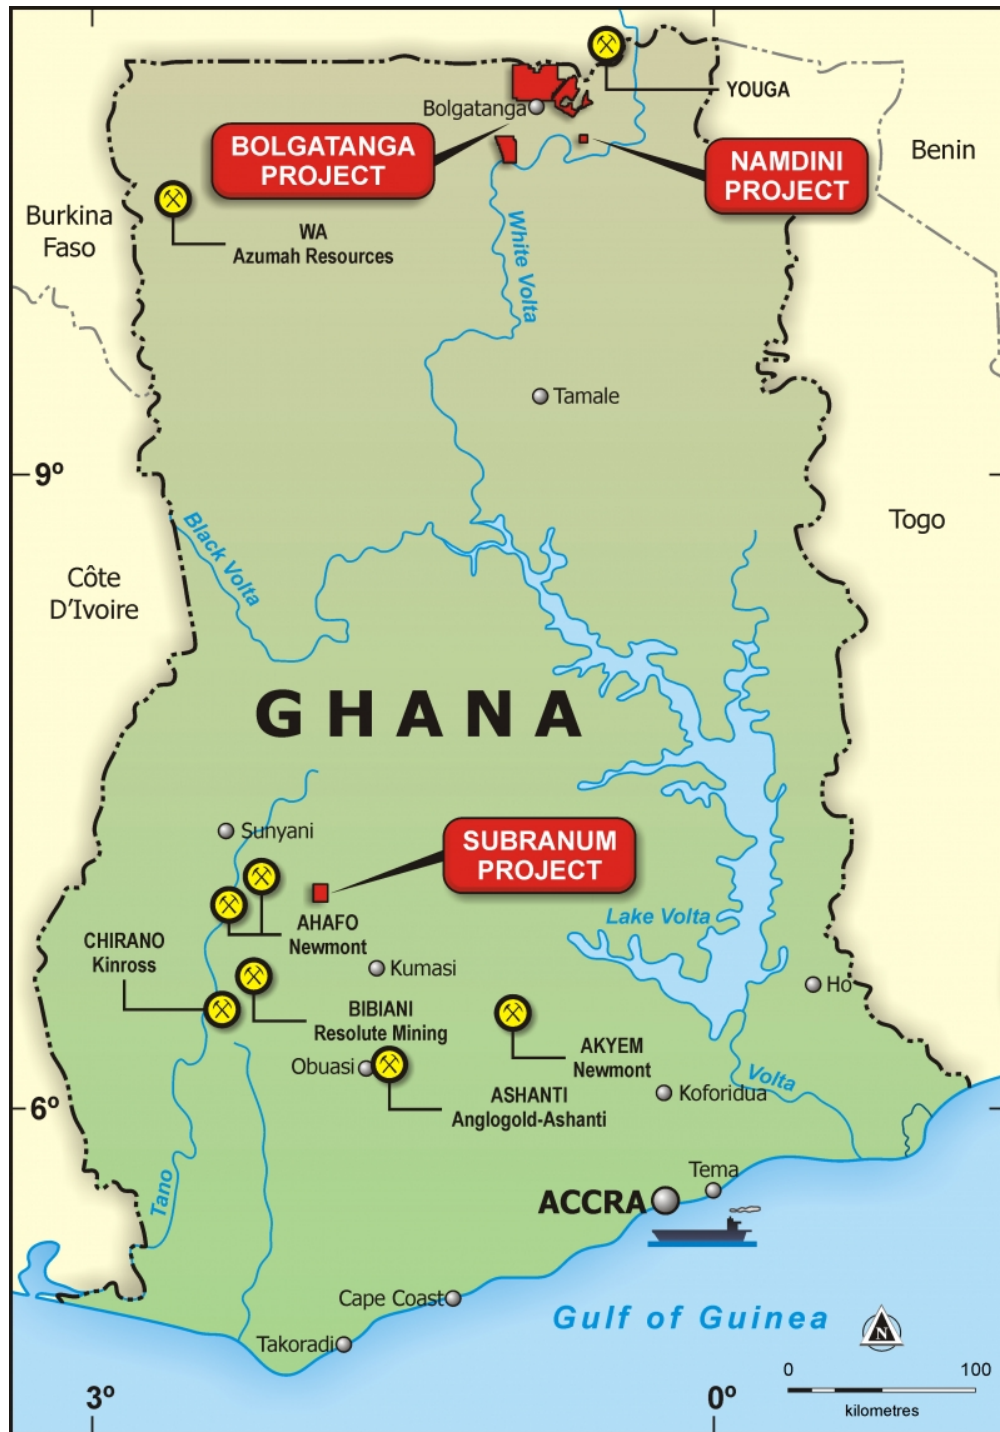 YOUGA
Bolgatanga
BOLGATANGA
PROJECT
NAMDINI
PROJECT
Benin
Burkina
Faso
WA
Azumah Resources
White Volta
Tamale
9º
Black Volta
Togo
Côte
D'Ivoire
GHANA
Sunyani
SUBRANUM
PROJECT
AHAFO
Newmont
Lake Volta
CHIRANO
Kinross
Kumasi
Ho
BIBIANI
Resolute Mining
AKYEM
Newmont
Obuasi
Volta
Koforidua
ASHANTI
Anglogold-Ashanti
6º
Tano
Tema
ACCRA
Cape Coast
Gulf of Guinea
N
Takoradi
0 100
kilometres
3º
0º